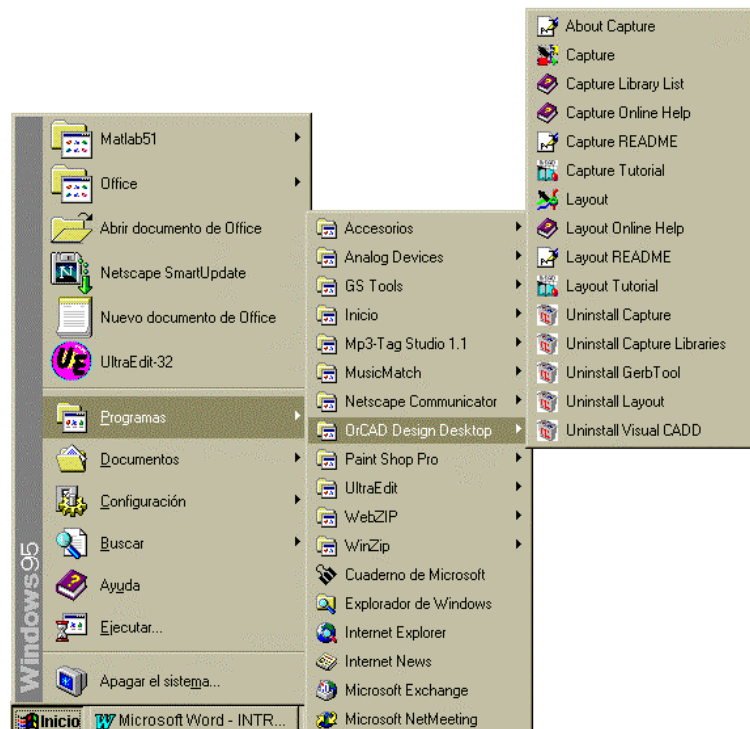 Matlab51
Office
Abrir documento de Office
Netscape SmartUpdate
Nuevo documento de Office
UltraEdit-32
Programas
Documentos
Configuración
Buscar
Ayuda
Ejecutar...
Apagar el sistema...
Windows95
Inicio
Microsoft Word - INTR...
Accesorios
Analog Devices
GS Tools
Inicio
Mp3-Tag Studio 1.1
MusicMatch
Netscape Communicator
OrCAD Design Desktop
Paint Shop Pro
UltraEdit
WebZIP
WinZip
Cuaderno de Microsoft
Explorador de Windows
Internet Explorer
Internet News
Microsoft Exchange
Microsoft NetMeeting
About Capture
Capture
Capture Library List
Capture Online Help
Capture README
Capture Tutorial
Layout
Layout Online Help
Layout README
Layout Tutorial
Uninstall Capture
Uninstall Capture Libraries
Uninstall GerbTool
Uninstall Layout
Uninstall Visual CADD